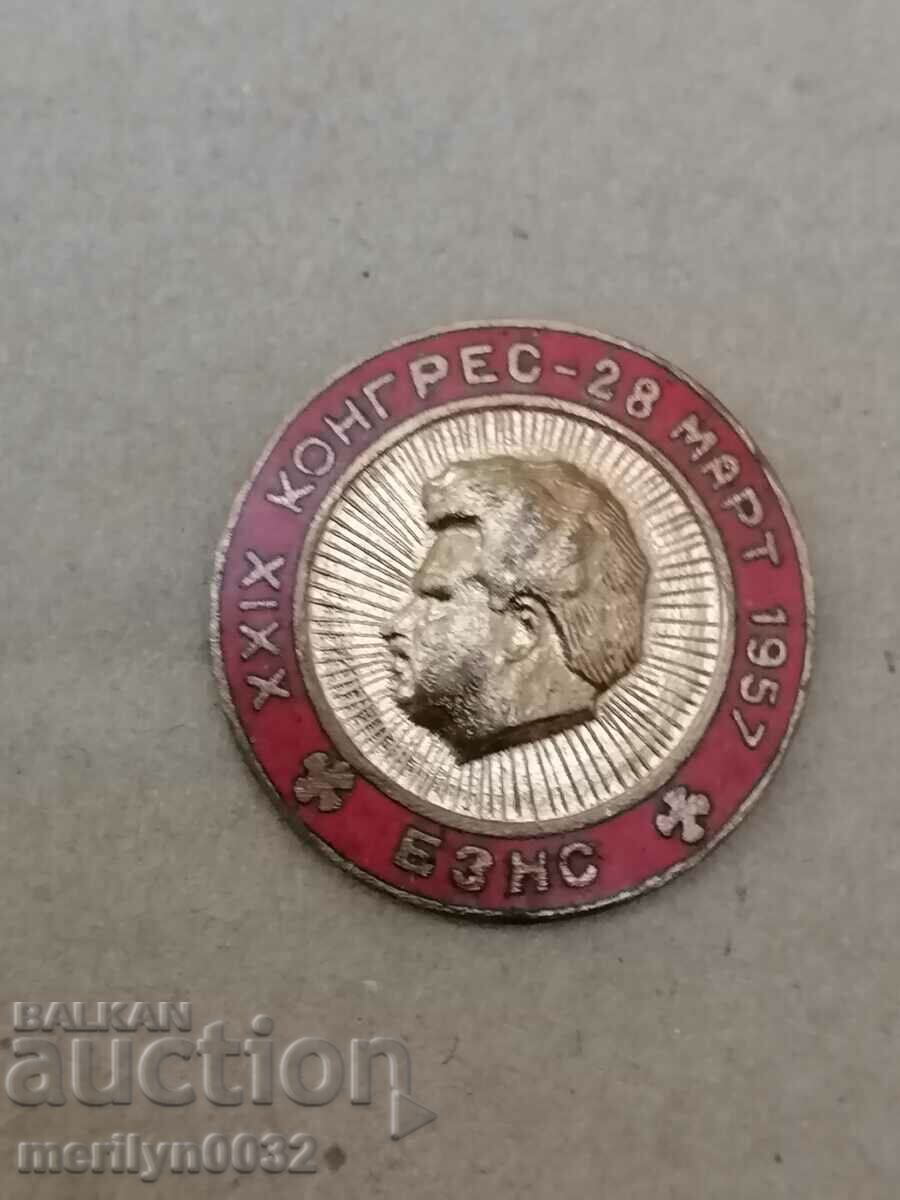 XXIX КОНГРЕС - 28 МАРТ 1957
БЗНС
BALKAN
auction
merilyn0032